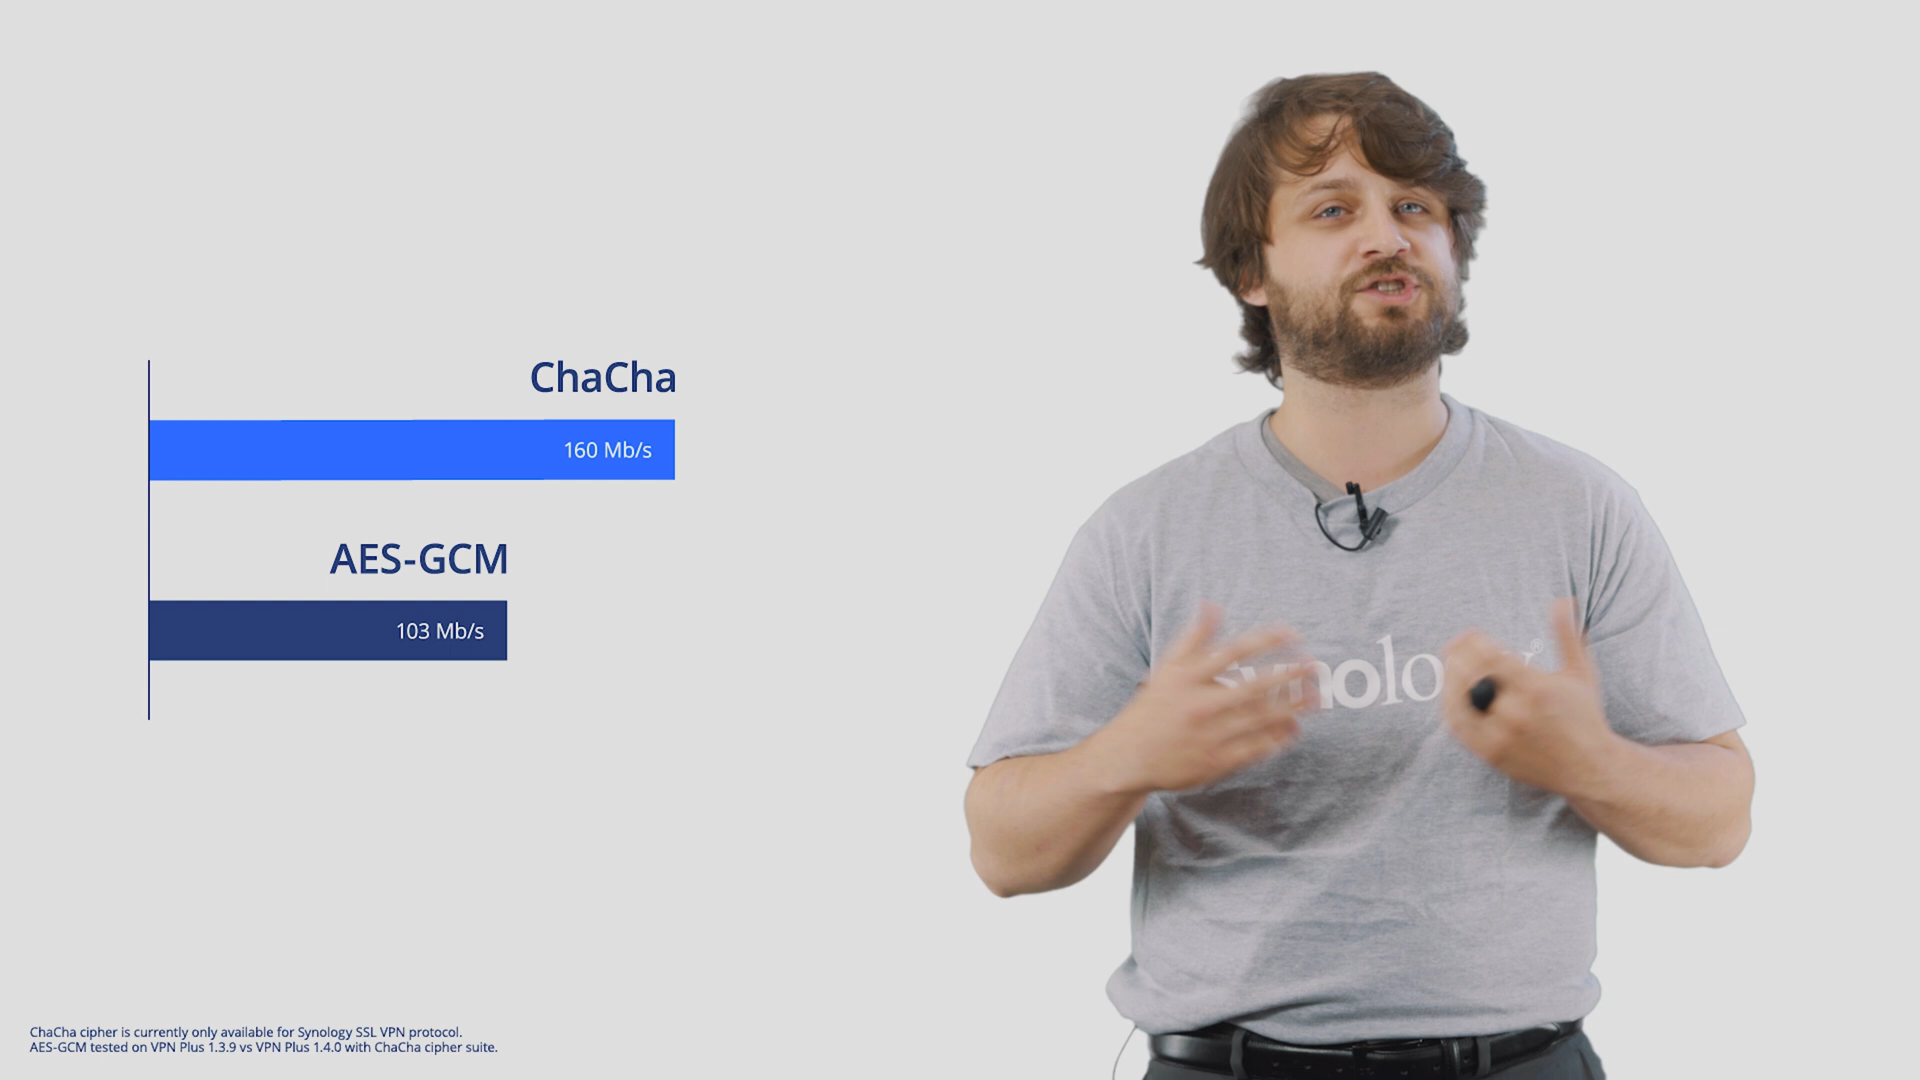 ChaCha
160 Mb/s
AES-GCM
103 Mb/s
synology®
ChaCha cipher is currently only available for Synology SSL VPN protocol.
AES-GCM tested on VPN Plus 1.3.9 vs VPN Plus 1.4.0 with ChaCha cipher suite.